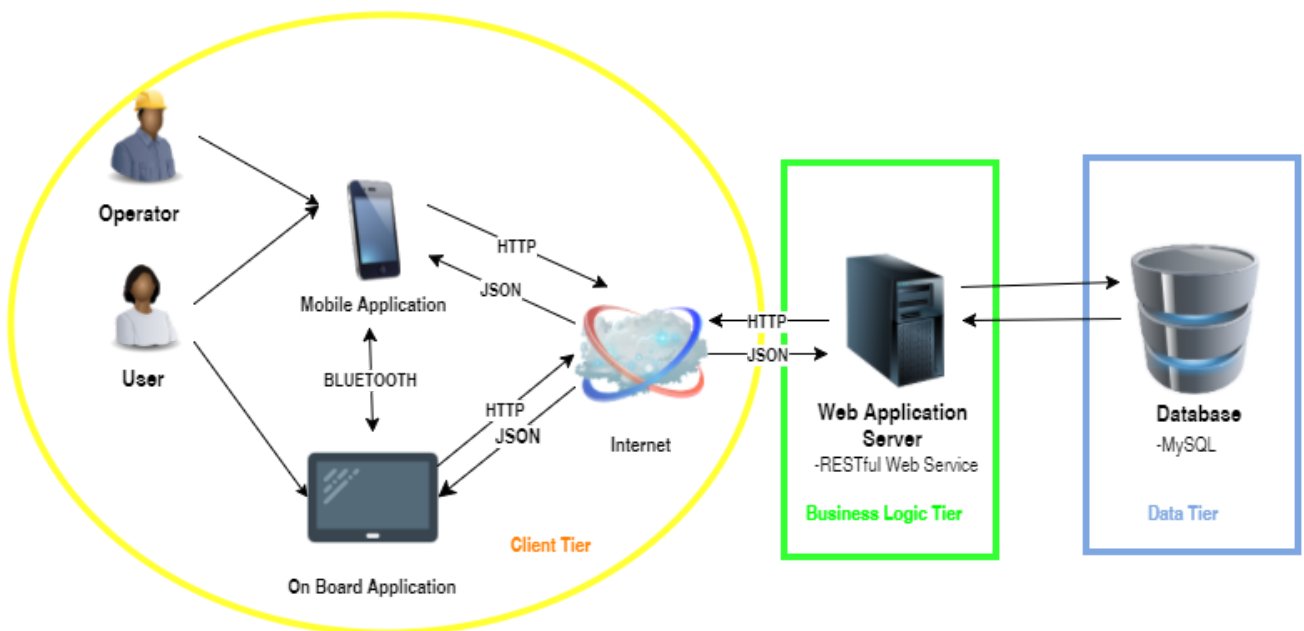 Operator
User
Mobile Application
BLUETOOTH
On Board Application
HTTP
JSON
HTTP
JSON
Internet
Client Tier
HTTP
JSON
Web Application
Server
-RESTful Web Service
Business Logic Tier
Database
-MySQL
Data Tier